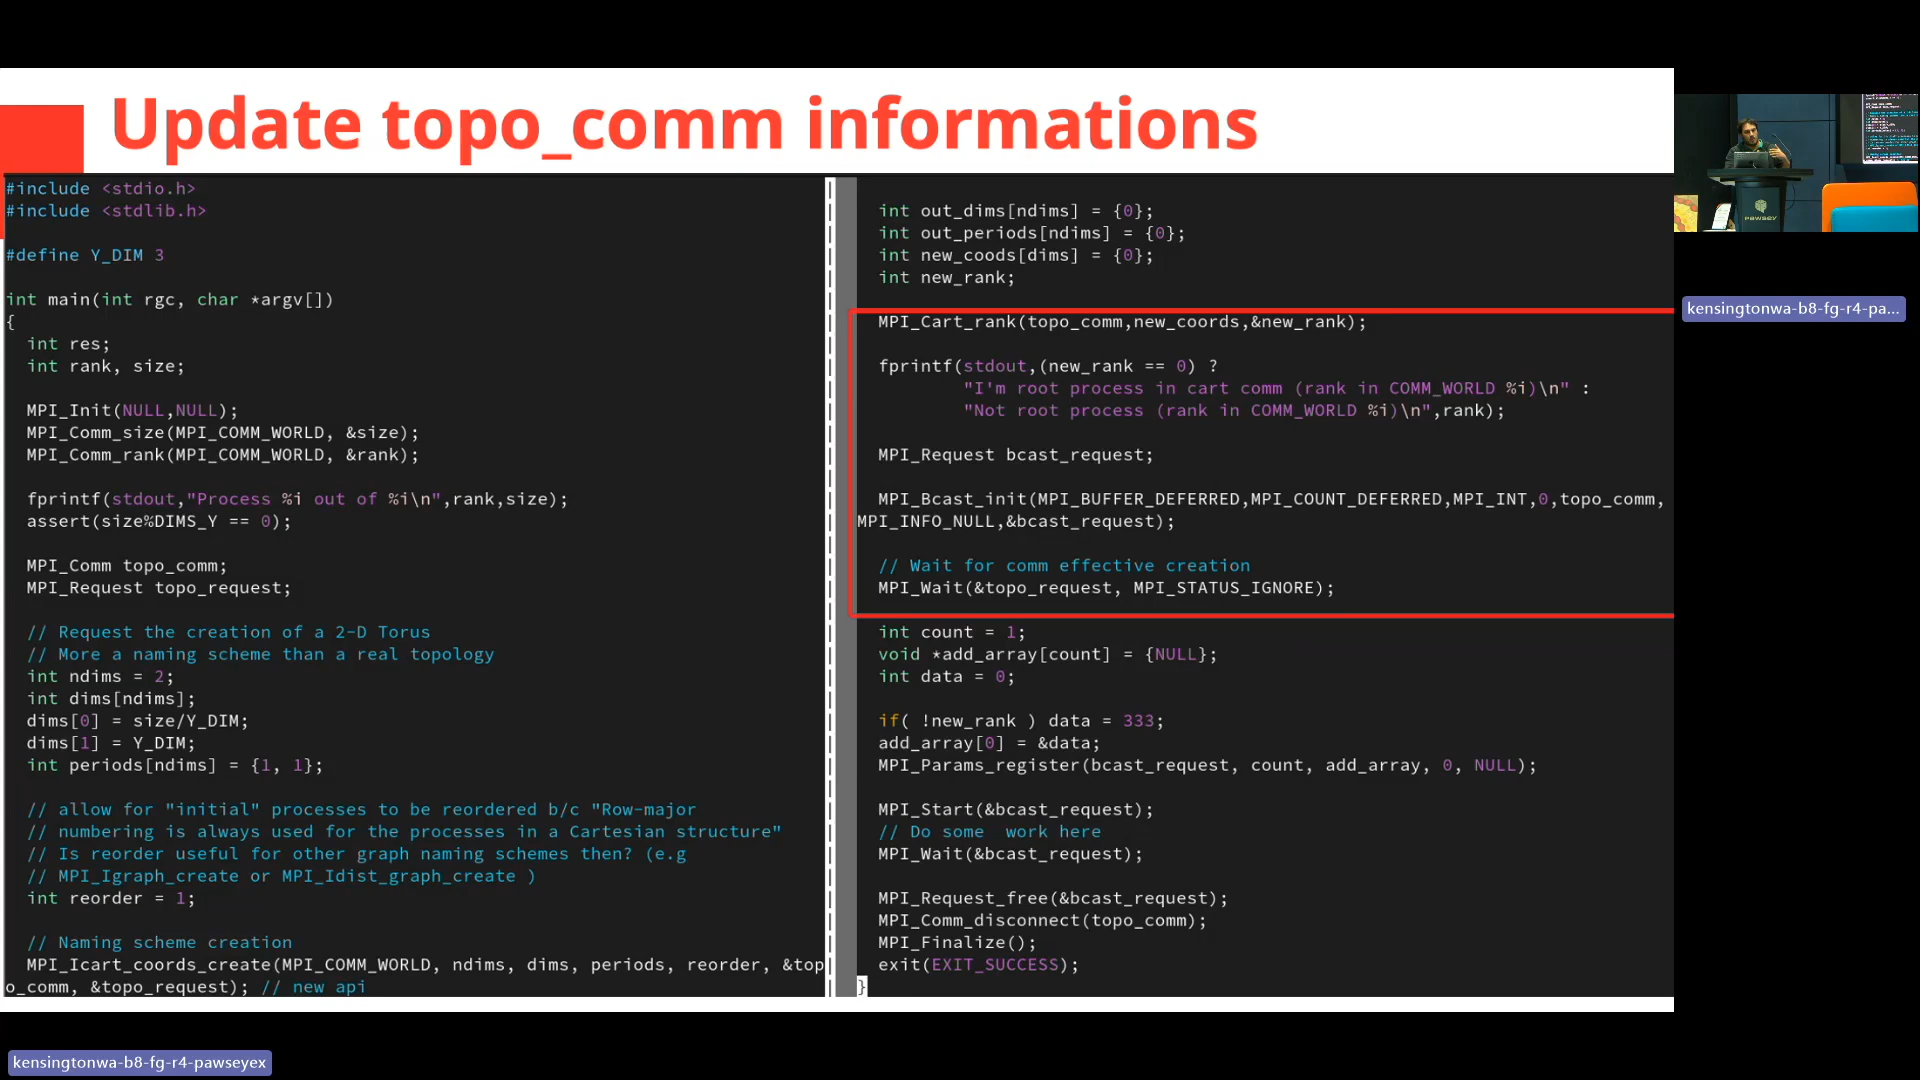 Update topo_comm informations
#include <stdio.h>
#include <stdlib.h>
#define Y_DIM 3
int main(int rgc, char *argv[])
{
int res;
int rank, size;
MPI_Init(NULL,NULL);
MPI_Comm_size(MPI_COMM_WORLD, &size);
MPI_Comm_rank(MPI_COMM_WORLD, &rank);
fprintf(stdout,"Process %i out of %i\n",rank,size);
assert(size%DIMS_Y == 0);
MPI_Comm topo_comm;
MPI_Request topo_request;
// Request the creation of a 2-D Torus
// More a naming scheme than a real topology
int ndims = 2;
int dims[ndims];
dims[0] = size/Y_DIM;
dims[1] = Y_DIM;
int periods[ndims] = {1, 1};
// allow for "initial" processes to be reordered b/c "Row-major
// numbering is always used for the processes in a Cartesian structure"
// Is reorder useful for other graph naming schemes then? (e.g
// MPI_Igraph_create or MPI_Idist_graph_create )
int reorder = 1;
// Naming scheme creation
MPI_Icart_coords_create(MPI_COMM_WORLD, ndims, dims, periods, reorder, &top
o_comm, &topo_request); // new api
int out_dims[ndims] = {0};
int out_periods[ndims] = {0};
int new_coods[dims] = {0};
int new_rank;
MPI_Cart_rank(topo_comm,new_coords,&new_rank);
fprintf(stdout,(new_rank == 0) ?
"I'm root process in cart comm (rank in COMM_WORLD %i)\n" :
"Not root process (rank in COMM_WORLD %i)\n",rank);
MPI_Request bcast_request;
MPI_Bcast_init(MPI_BUFFER_DEFERRED,MPI_COUNT_DEFERRED,MPI_INT,0,topo_comm,
MPI_INFO_NULL,&bcast_request);
// Wait for comm effective creation
MPI_Wait(&topo_request, MPI_STATUS_IGNORE);
int count = 1;
void *add_array[count] = {NULL};
int data = 0;
if( !new_rank ) data = 333;
add_array[0] = &data;
MPI_Params_register(bcast_request, count, add_array, 0, NULL);
MPI_Start(&bcast_request);
// Do some  work here
MPI_Wait(&bcast_request);
MPI_Request_free(&bcast_request);
MPI_Comm_disconnect(topo_comm);
MPI_Finalize();
exit(EXIT_SUCCESS);
}
pawsey
kensingtonwa-b8-fg-r4-pa...
kensingtonwa-b8-fg-r4-pawseyex